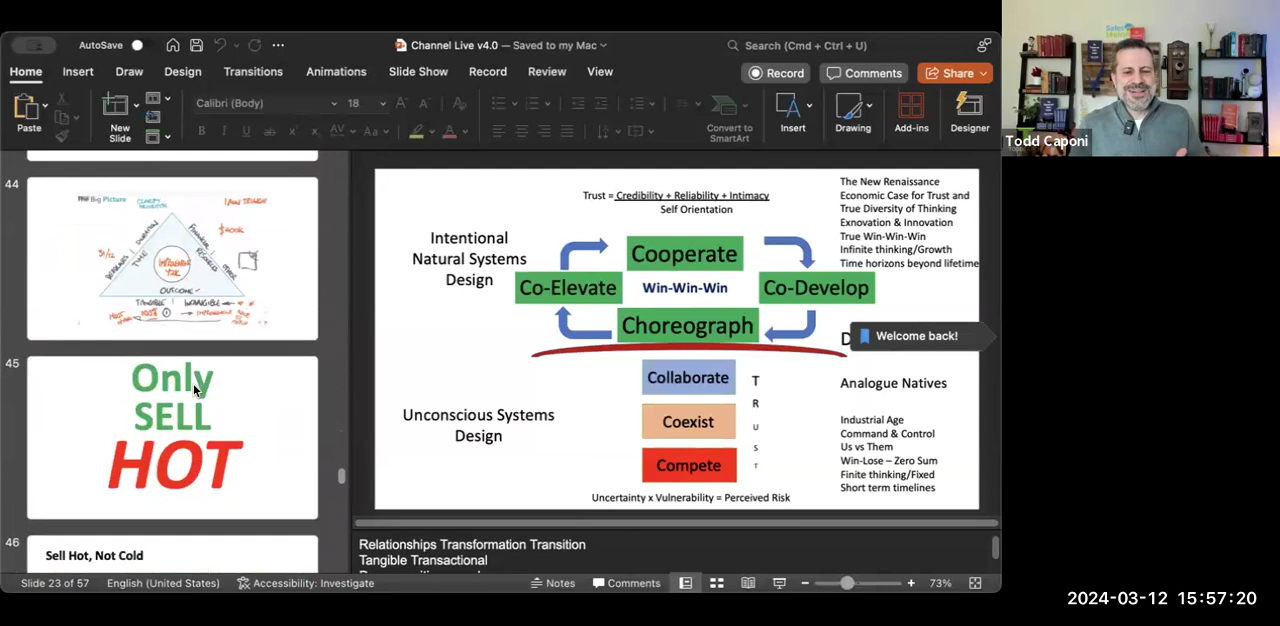 AutoSave
Channel Live v4.0 — Saved to my Mac
Search (Cmd + Ctrl + U)
Home
Insert
Draw
Design
Transitions
Animations
Slide Show
Record
Review
View
Record
Comments
Share
Paste
New
Slide
Calibri (Body)
18
B I U ab
Convert to
SmartArt
Insert
Drawing
Add-ins
Designer
Todd Caponi
44
Big Picture
OUTCOME
TANGIBLE
INTANGIBLE
45
Only
SELL
HOT
46
Sell Hot, Not Cold
Trust = Credibility + Reliability + Intimacy
Self Orientation
Intentional
Natural Systems
Design
Cooperate
Co-Elevate
Win-Win-Win
Co-Develop
Choreograph
The New Renaissance
Economic Case for Trust and
True Diversity of Thinking
Exnovation & Innovation
True Win-Win-Win
Infinite thinking/Growth
Time horizons beyond lifetime
D
Welcome back!
Unconscious Systems
Design
Collaborate
Coexist
Compete
T
R
U
S
T
Analogue Natives
Industrial Age
Command & Control
Us vs Them
Win-Lose – Zero Sum
Finite thinking/Fixed
Short term timelines
Uncertainty x Vulnerability = Perceived Risk
Relationships Transformation Transition
Tangible Transactional
Slide 23 of 57
English (United States)
Accessibility: Investigate
Notes
Comments
73%
2024-03-12 15:57:20